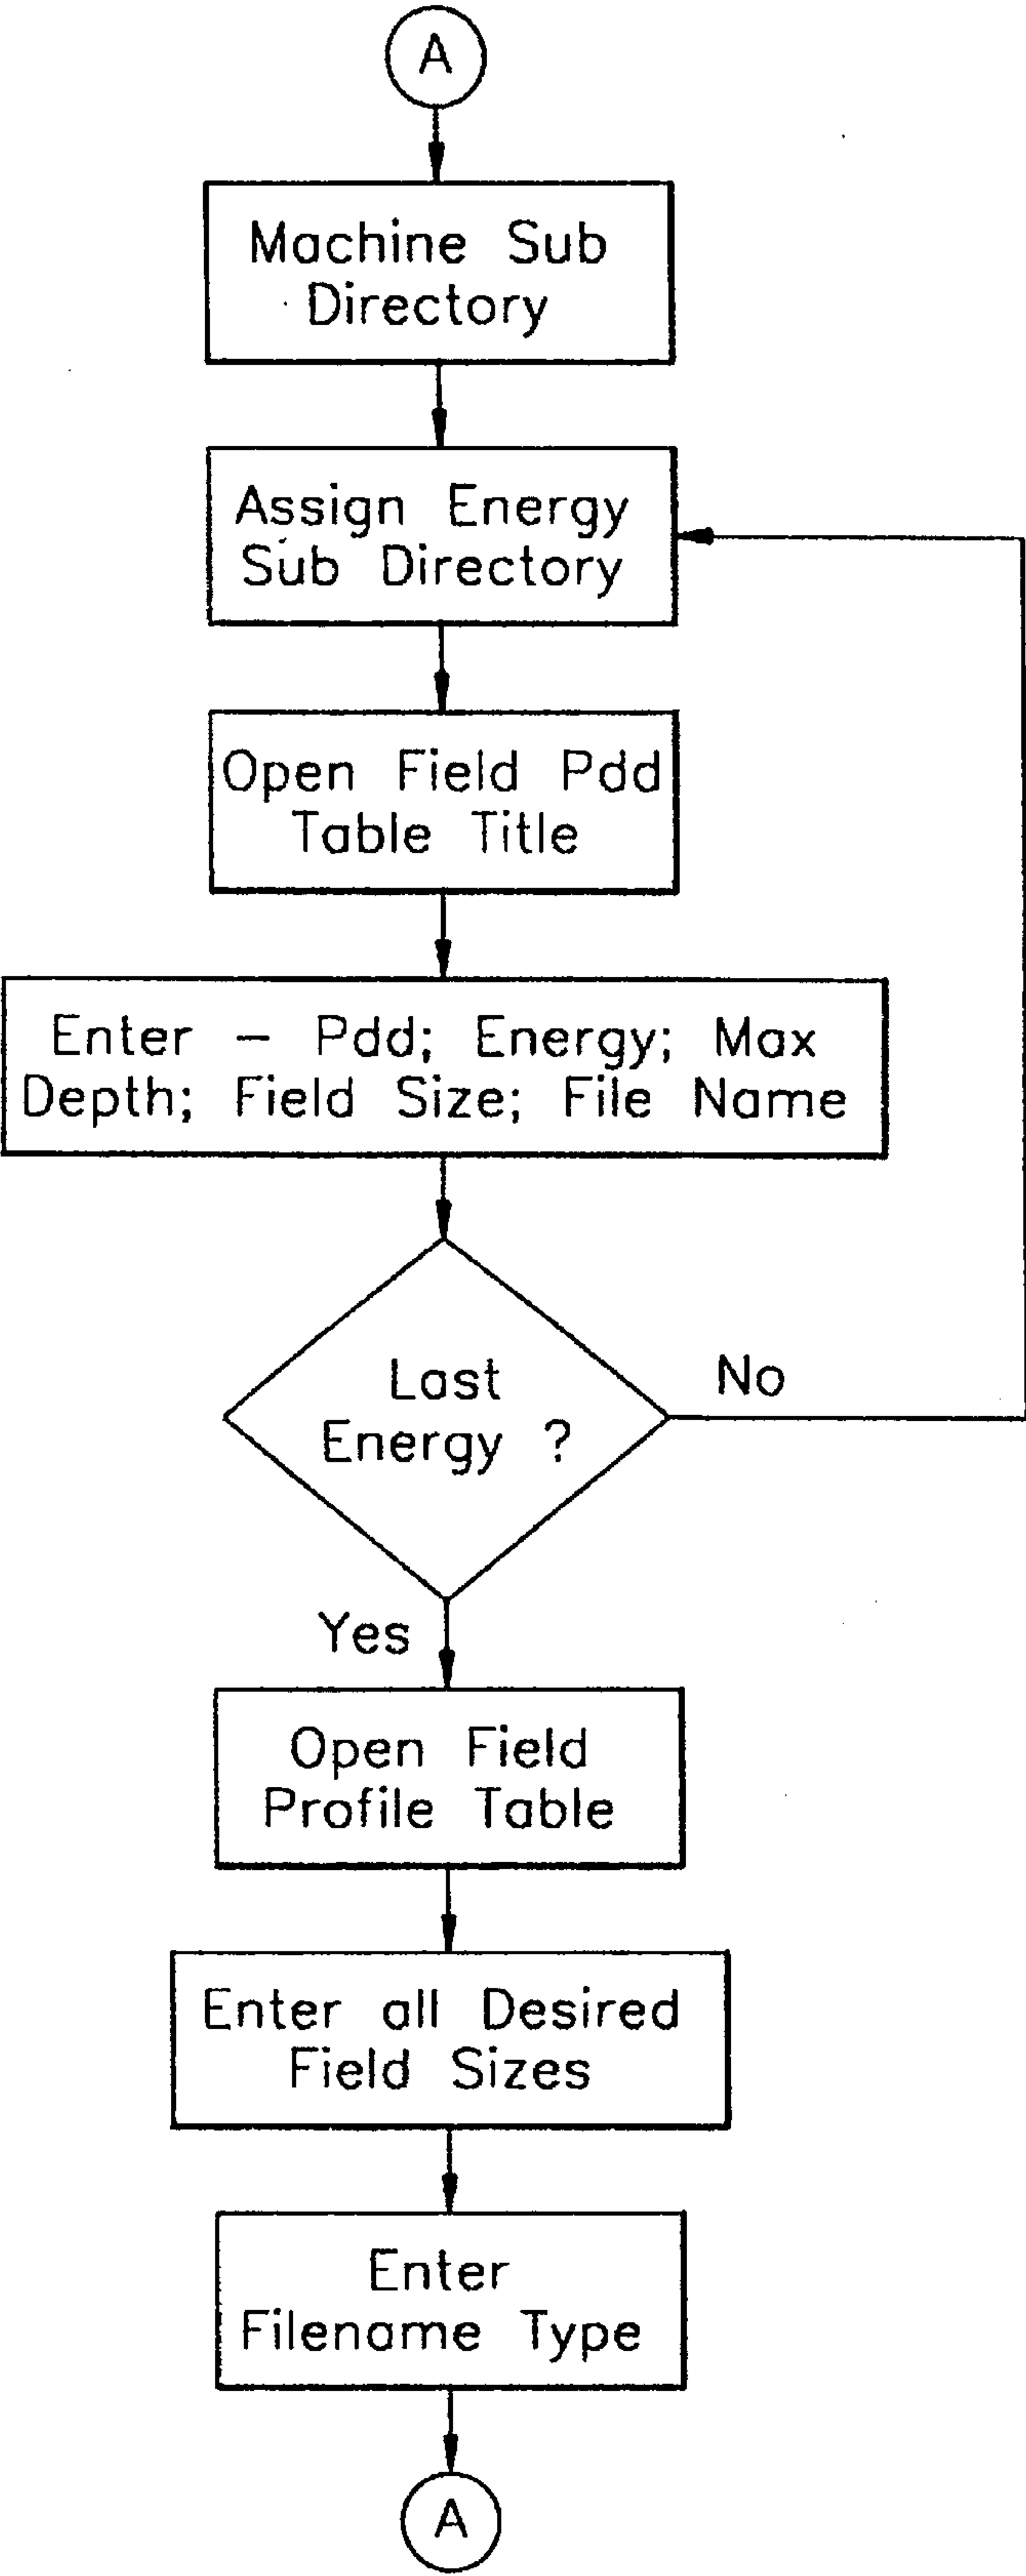 A
Machine Sub
Directory
Assign Energy
Sub Directory
Open Field Pdd
Table Title
Enter - Pdd; Energy; Max
Depth; Field Size; File Name
Last
Energy ?
No
Yes
Open Field
Profile Table
Enter all Desired
Field Sizes
Enter
Filename Type
A